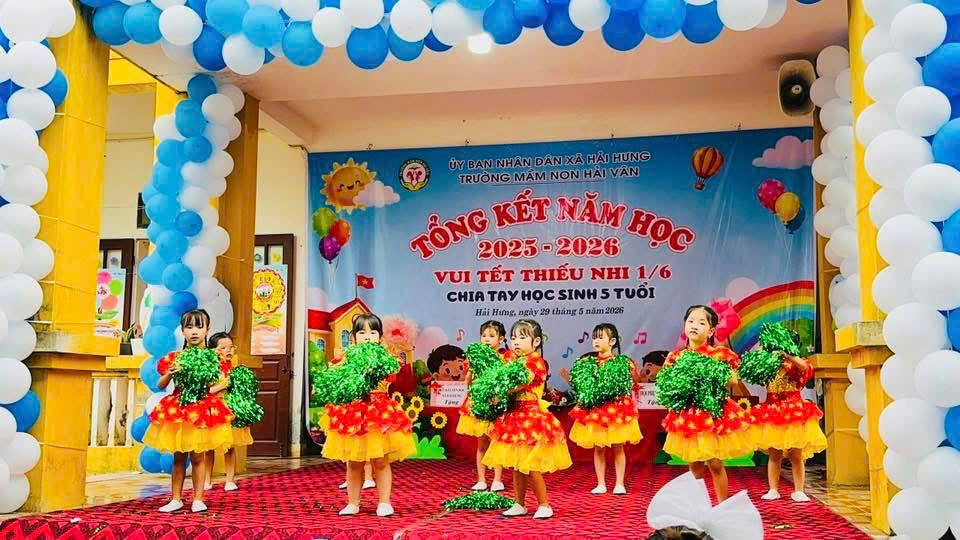 ỦY BAN NHÂN DÂN XÃ HẢI HƯNG
TRƯỜNG MẦM NON HẢI VÂN
TỔNG KẾT NĂM HỌC
2025 - 2026
VUI TẾT THIẾU NHI 1/6
CHIA TAY HỌC SINH 5 TUỔI
Hải Hưng, ngày 29 tháng 5 năm 2026
Tặng
Tặng